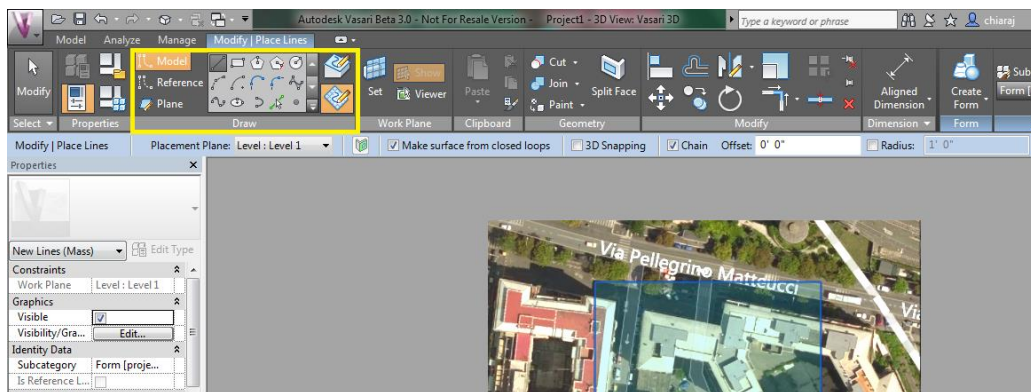 Autodesk Vasari Beta 3.0 - Not For Resale Version - Project1 - 3D View: Vasari 3D
Type a keyword or phrase
chiaraj
Model Analyze Manage Modify | Place Lines
Modify
Model
Reference
Plane
Set
Show
Viewer
Paste
Cut
Join
Paint
Split Face
Aligned
Dimension
Create
Form
Sub
Form [
Select Properties Draw Work Plane Clipboard Geometry Modify Dimension Form
Modify | Place Lines Placement Plane: Level : Level 1 Make surface from closed loops 3D Snapping Chain Offset: 0' 0" Radius: 1' 0"
Properties
New Lines (Mass) Edit Type
Constraints
Work Plane Level : Level 1
Graphics
Visible
Visibility/Gra... Edit...
Identity Data
Subcategory Form [proje...
Is Reference L...
Via Pellegrino Matteucci
Via